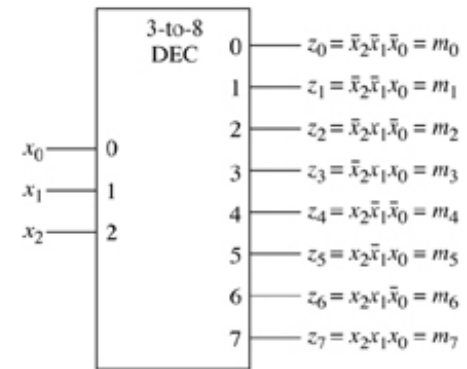 3-to-8
DEC
0 z₀ = x̄₂x̄₁x̄₀ = m₀
1 z₁ = x̄₂x̄₁x₀ = m₁
2 z₂ = x̄₂x₁x̄₀ = m₂
x₀ 0
3 z₃ = x̄₂x₁x₀ = m₃
x₁ 1
4 z₄ = x₂x̄₁x̄₀ = m₄
x₂ 2
5 z₅ = x₂x̄₁x₀ = m₅
6 z₆ = x₂x₁x̄₀ = m₆
7 z₇ = x₂x₁x₀ = m₇